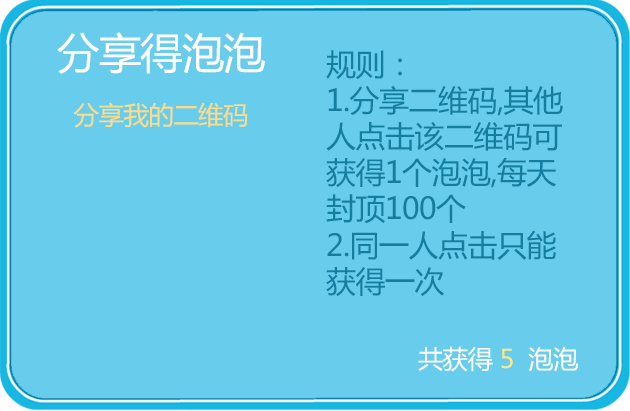 分享得泡泡
分享我的二维码
规则：
1.分享二维码,其他
人点击该二维码可
获得1个泡泡,每天
封顶100个
2.同一人点击只能
获得一次
共获得 5 泡泡